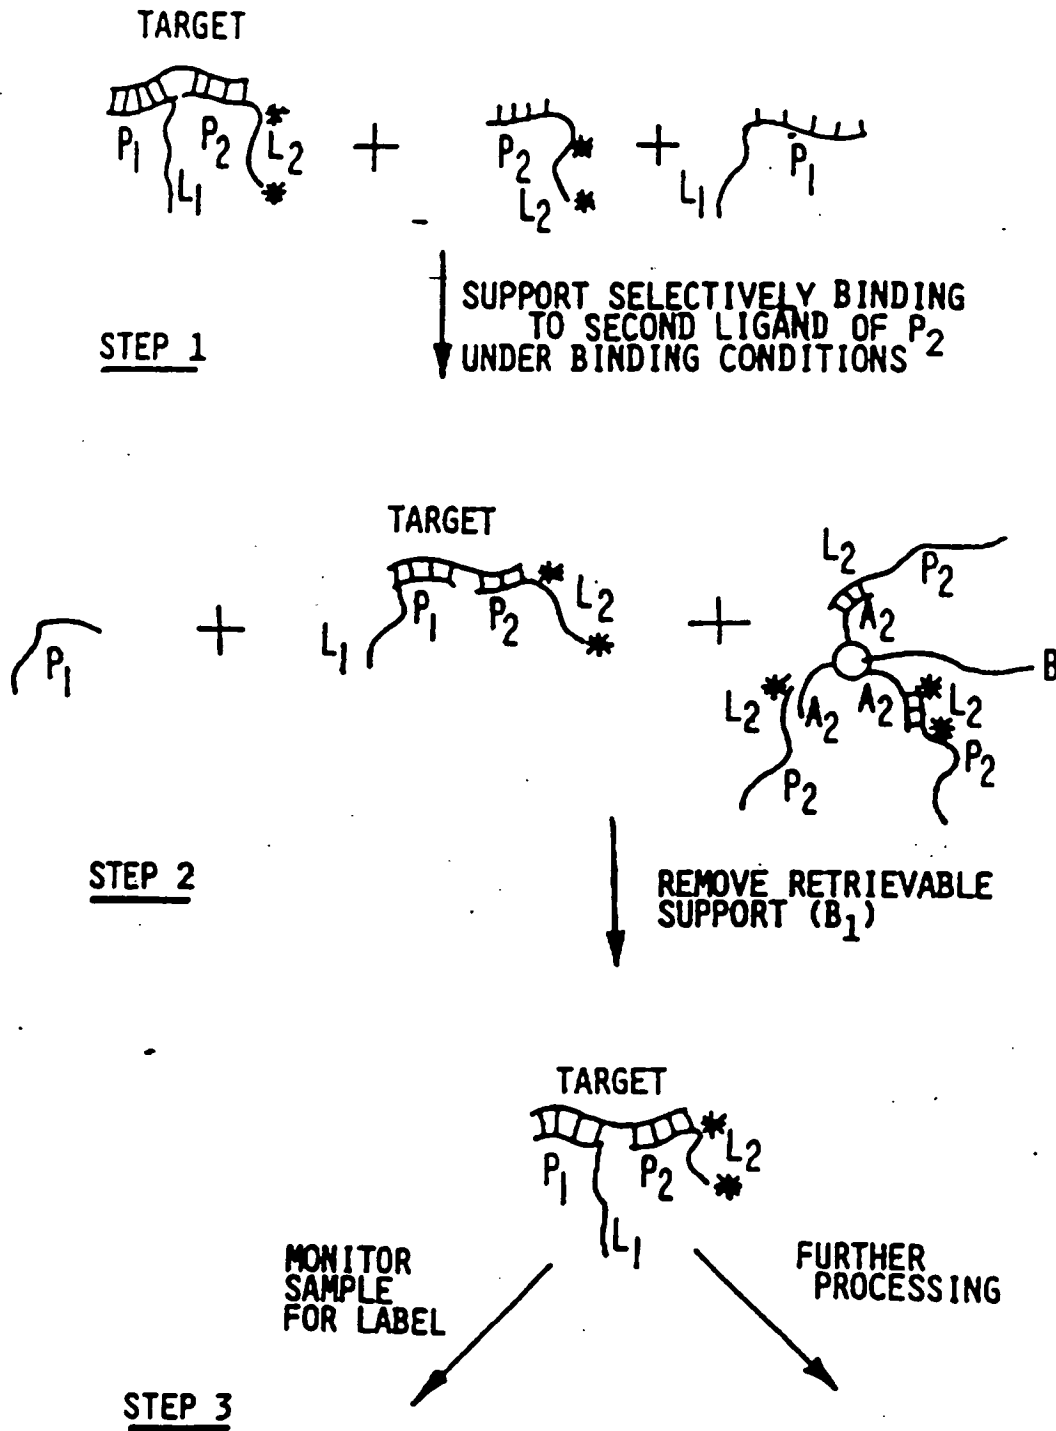 TARGET
P1 P2 L2
L1
+
P2
L2
+
L1 P1
STEP 1
SUPPORT SELECTIVELY BINDING
TO SECOND LIGAND OF P2
UNDER BINDING CONDITIONS
P1
+
TARGET
L1 P1 P2 L2
+
L2 P2
A2
B
L2 A2 A2 L2
P2 P2
STEP 2
REMOVE RETRIEVABLE
SUPPORT (B1)
TARGET
P1 P2 L2
L1
MONITOR
SAMPLE
FOR LABEL
FURTHER
PROCESSING
STEP 3